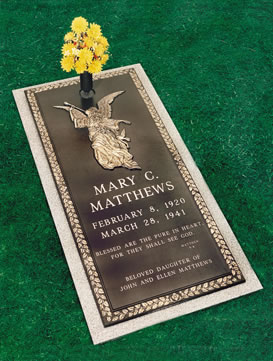 MARY C.
MATTHEWS
FEBRUARY 8, 1920
MARCH 28, 1941
BLESSED ARE THE PURE IN HEART
FOR THEY SHALL SEE GOD.
MATTHEW
BELOVED DAUGHTER OF
JOHN AND ELLEN MATTHEWS